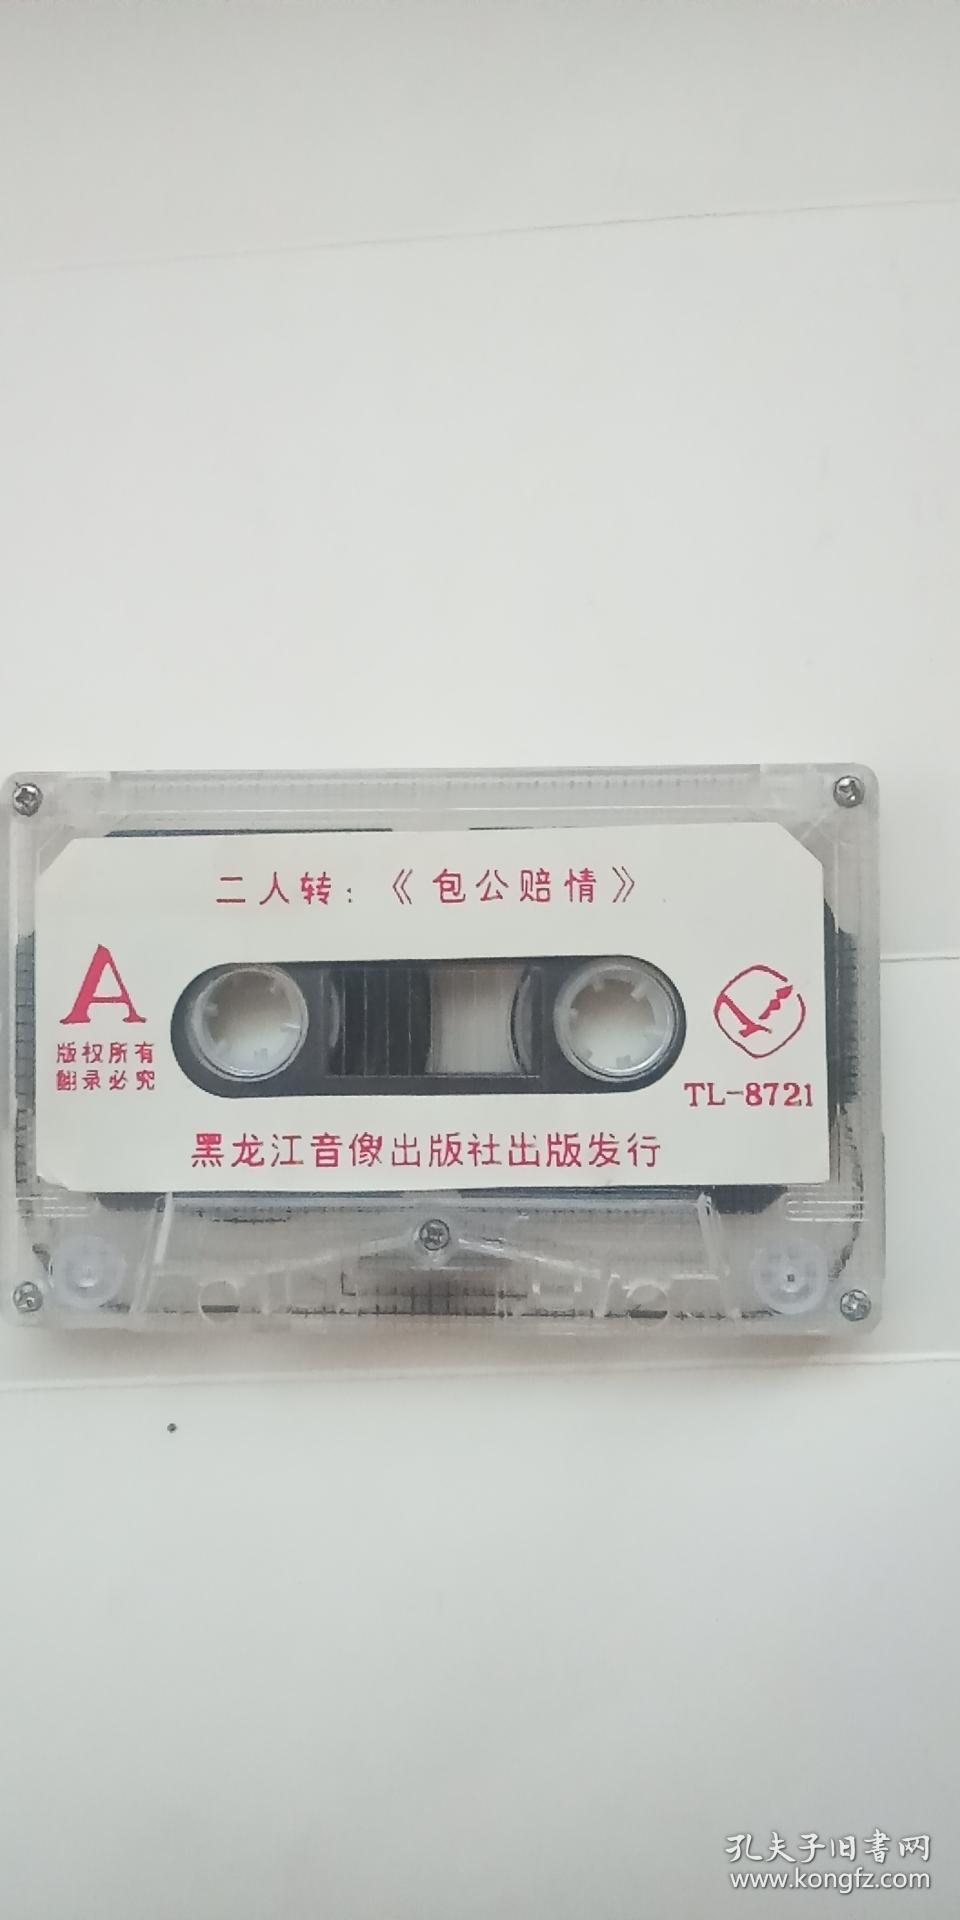 二人转：《包公赔情》
A
版权所有
翻录必究
TL-8721
黑龙江音像出版社出版发行
孔夫子旧书网
www.kongfz.com